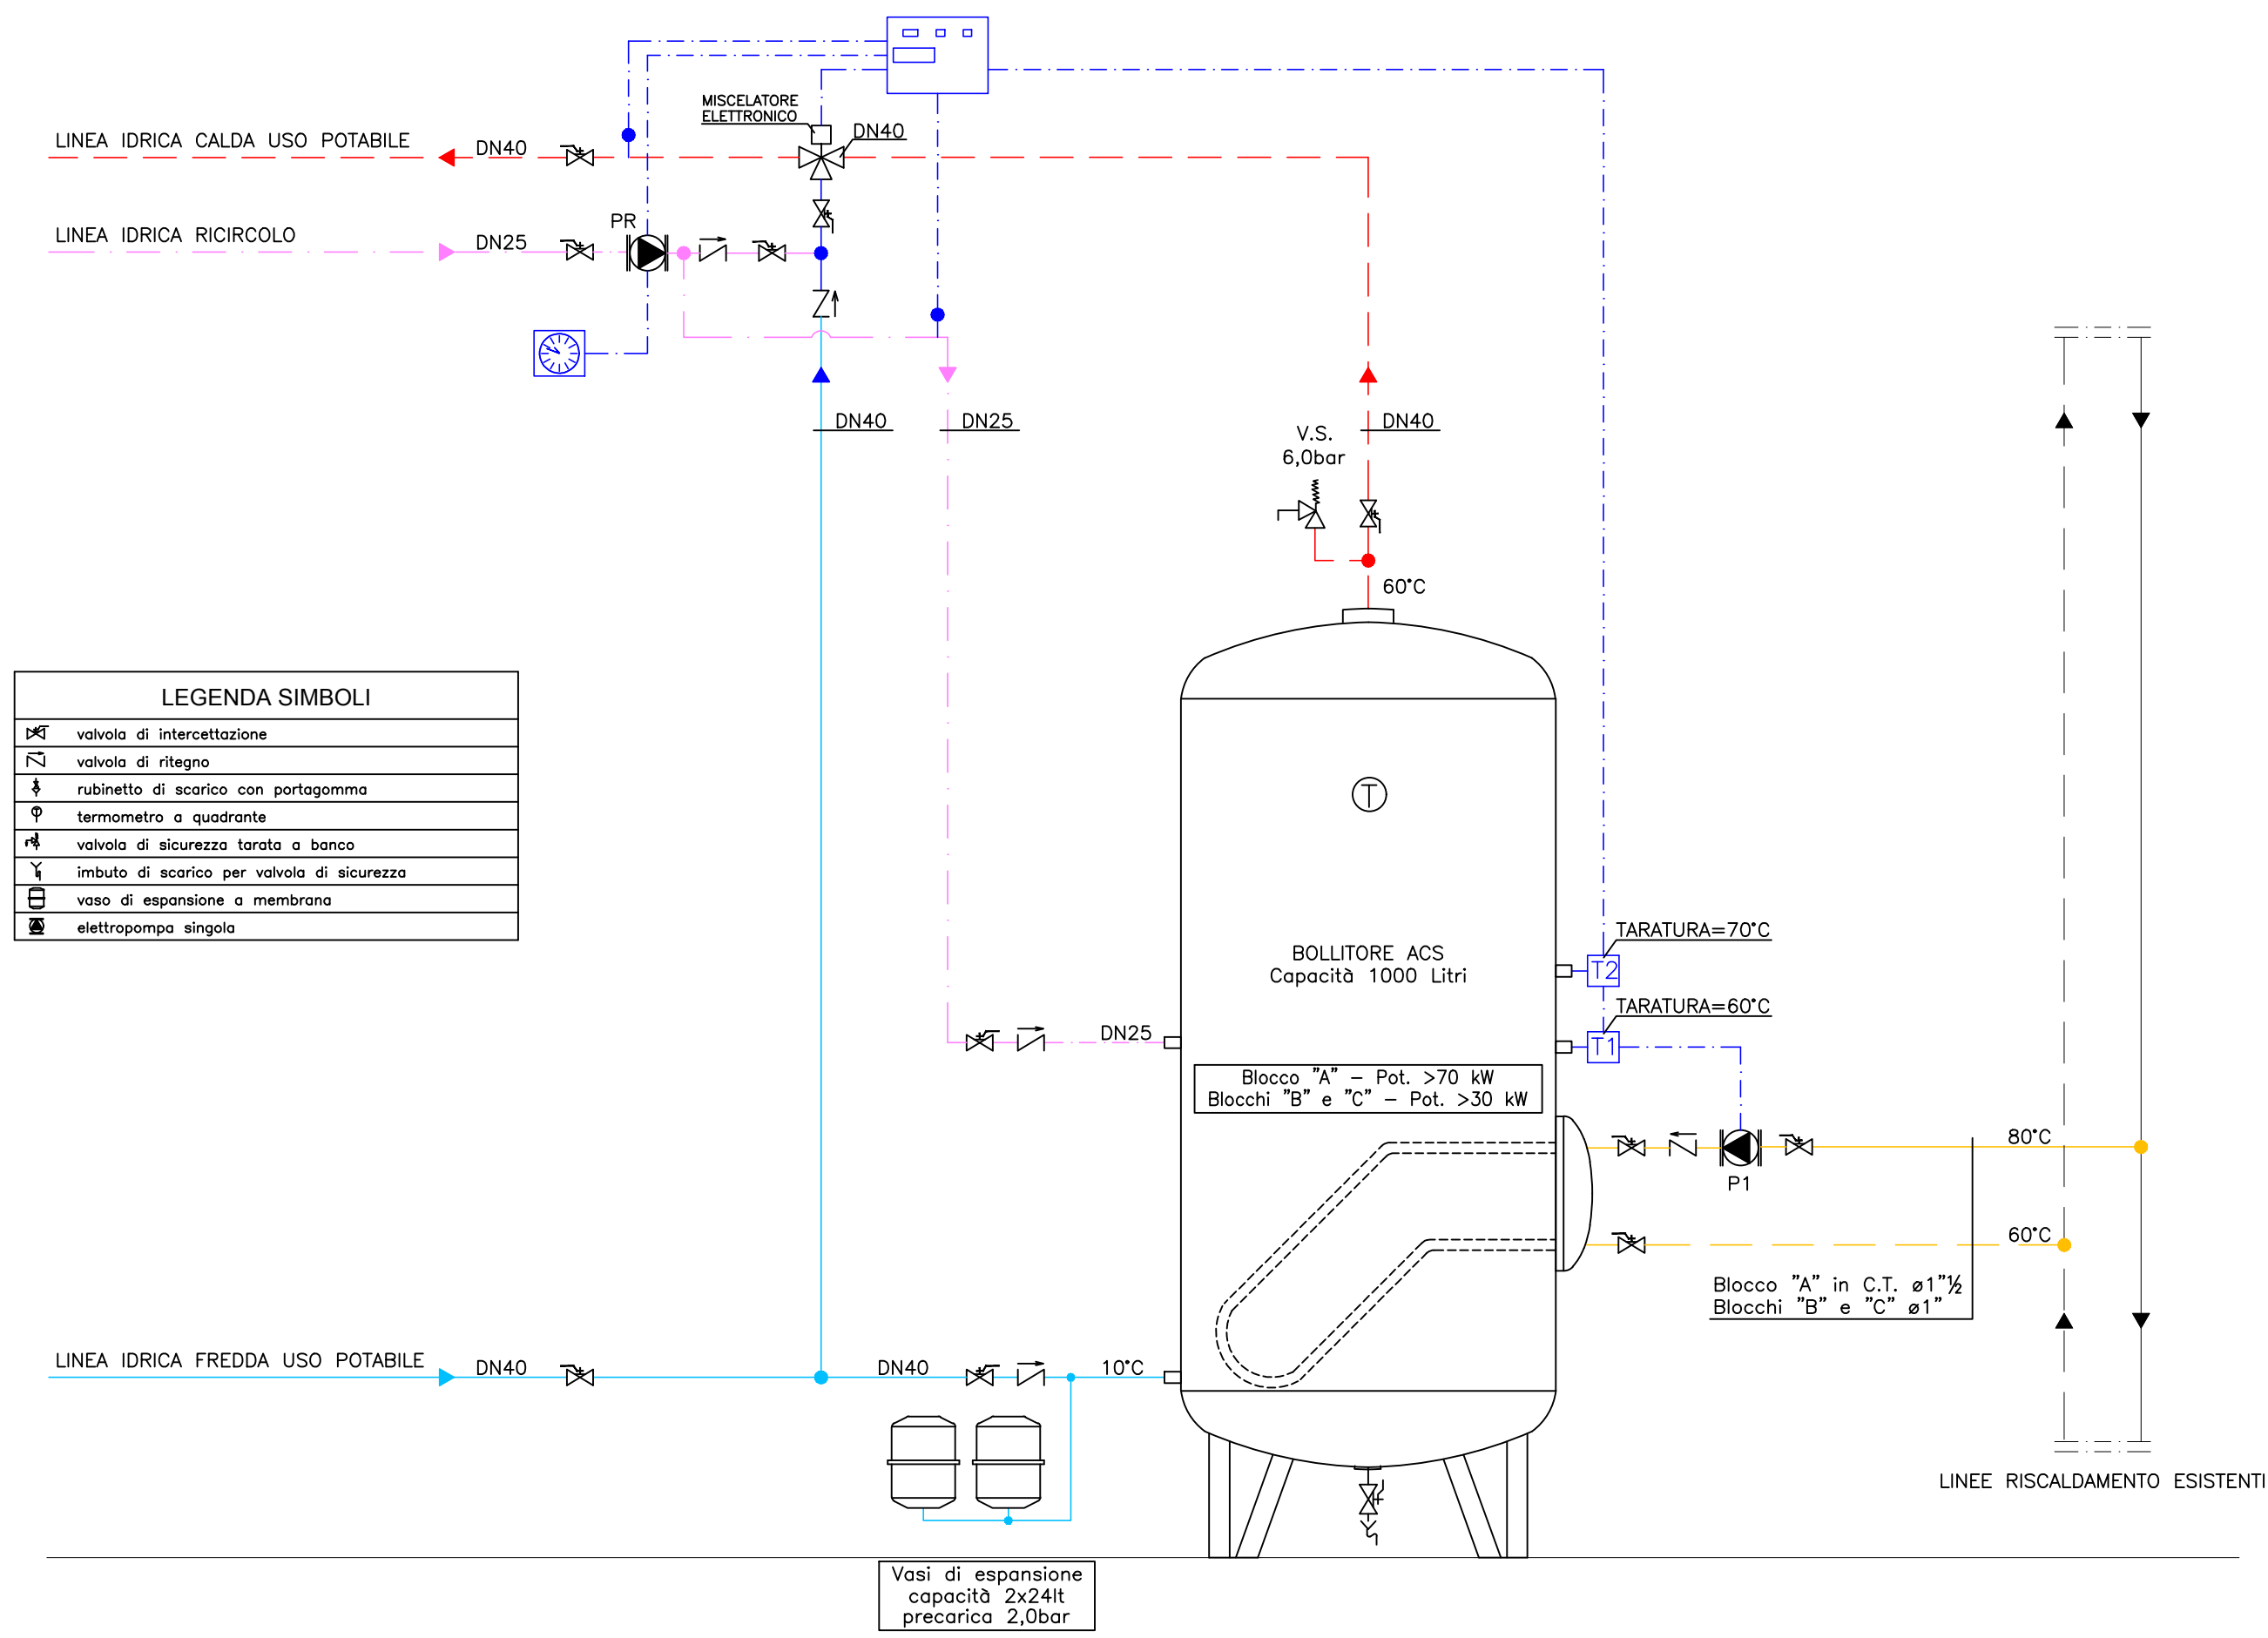 MISCELATORE
ELETTRONICO
DN40
LINEA IDRICA CALDA USO POTABILE
DN40
PR
LINEA IDRICA RICIRCOLO
DN25
DN40
DN25
DN40
V.S.
6,0bar
60°C
LEGENDA SIMBOLI
valvola di intercettazione
valvola di ritegno
rubinetto di scarico con portagomma
termometro a quadrante
valvola di sicurezza tarata a banco
imbuto di scarico per valvola di sicurezza
vaso di espansione a membrana
elettropompa singola
T
BOLLITORE ACS
Capacità 1000 Litri
TARATURA=70°C
T2
TARATURA=60°C
T1
DN25
Blocco "A" – Pot. >70 kW
Blocchi "B" e "C" – Pot. >30 kW
80°C
P1
60°C
Blocco "A" in C.T. ø1"½
Blocchi "B" e "C" ø1"
LINEA IDRICA FREDDA USO POTABILE
DN40
DN40
10°C
LINEE RISCALDAMENTO ESISTENTI
Vasi di espansione
capacità 2x24lt
precarica 2,0bar